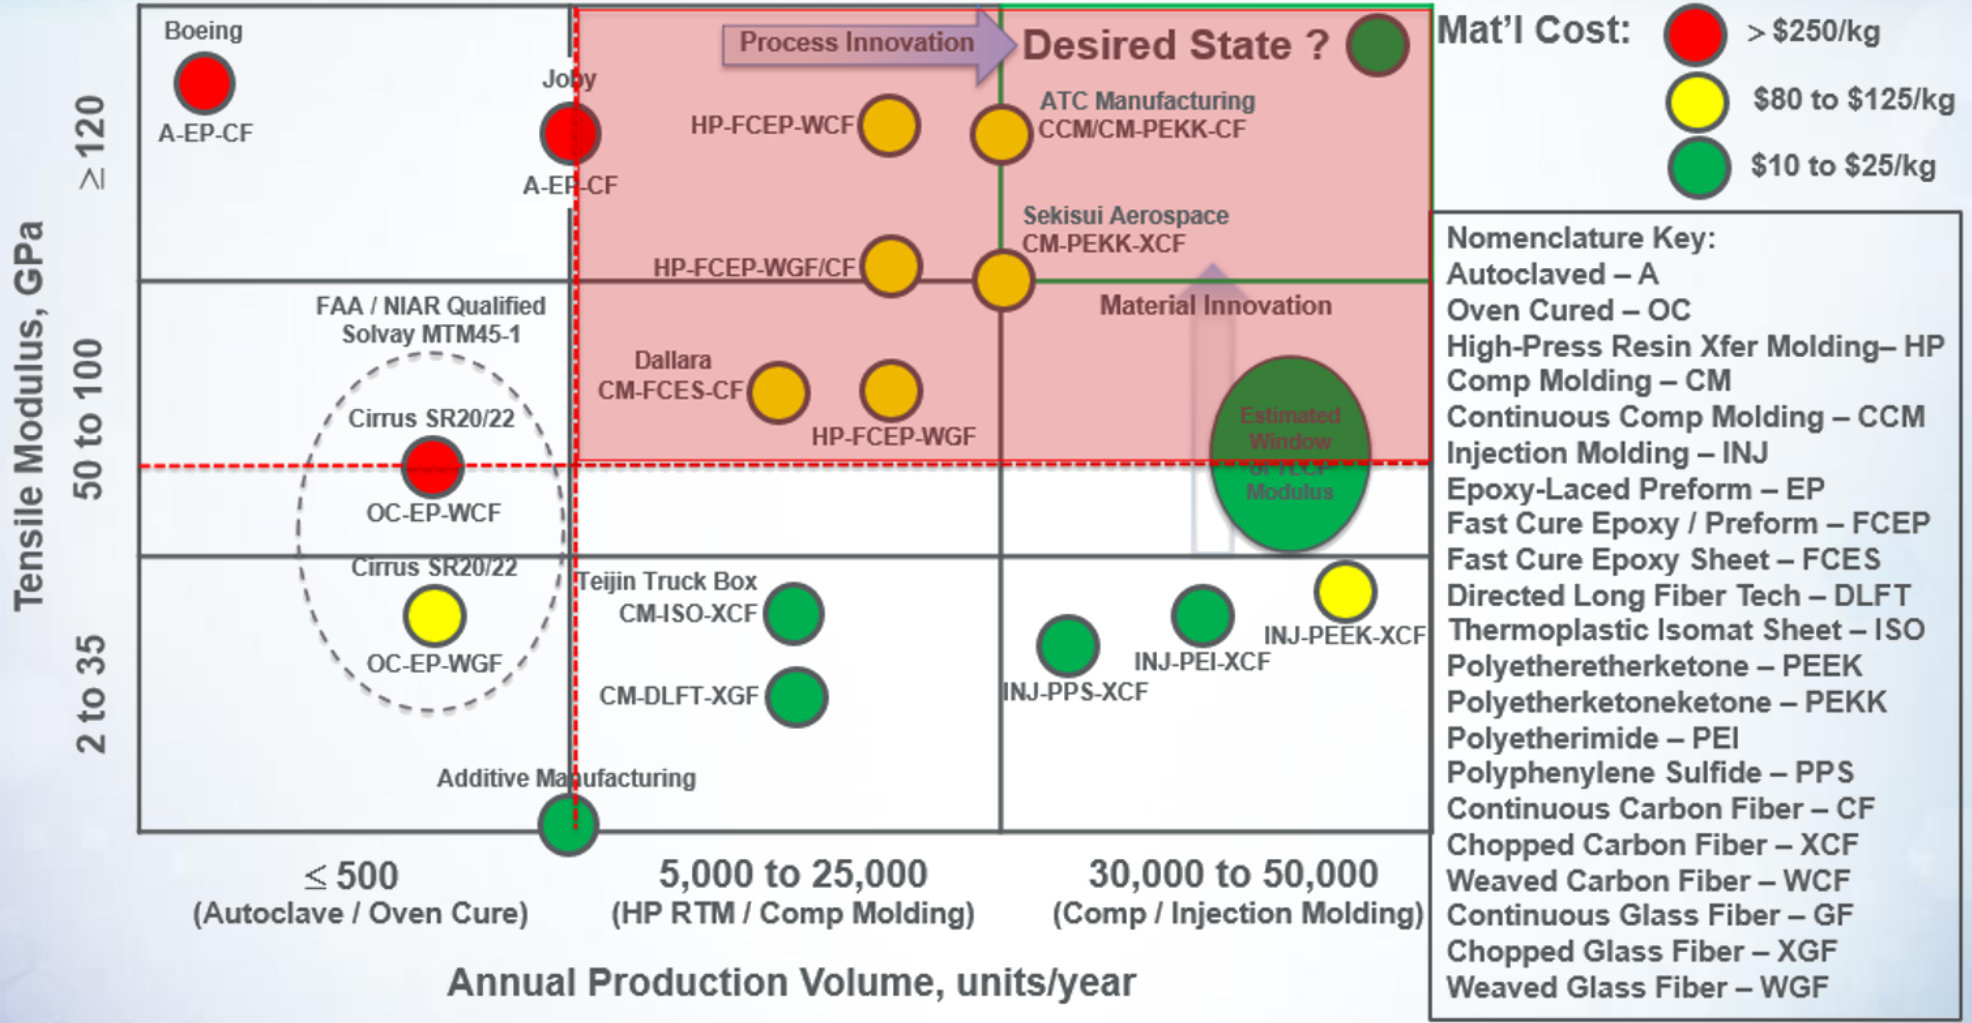 Boeing
A-EP-CF
Joby
A-EP-CF
Process Innovation
Desired State ?
HP-FCEP-WCF
ATC Manufacturing
CCM/CM-PEKK-CF
Sekisui Aerospace
CM-PEKK-XCF
HP-FCEP-WGF/CF
Material Innovation
FAA / NIAR Qualified
Solvay MTM45-1
Dallara
CM-FCES-CF
HP-FCEP-WGF
Cirrus SR20/22
OC-EP-WCF
Estimated
Window
of TLCP
Modulus
Cirrus SR20/22
OC-EP-WGF
Teijin Truck Box
CM-ISO-XCF
CM-DLFT-XGF
INJ-PEEK-XCF
INJ-PEI-XCF
INJ-PPS-XCF
Additive Manufacturing
Tensile Modulus, GPa
≥ 120
50 to 100
2 to 35
≤ 500
(Autoclave / Oven Cure)
5,000 to 25,000
(HP RTM / Comp Molding)
30,000 to 50,000
(Comp / Injection Molding)
Annual Production Volume, units/year
Mat'l Cost:
> $250/kg
$80 to $125/kg
$10 to $25/kg
Nomenclature Key:
Autoclaved – A
Oven Cured – OC
High-Press Resin Xfer Molding– HP
Comp Molding – CM
Continuous Comp Molding – CCM
Injection Molding – INJ
Epoxy-Laced Preform – EP
Fast Cure Epoxy / Preform – FCEP
Fast Cure Epoxy Sheet – FCES
Directed Long Fiber Tech – DLFT
Thermoplastic Isomat Sheet – ISO
Polyetheretherketone – PEEK
Polyetherketoneketone – PEKK
Polyetherimide – PEI
Polyphenylene Sulfide – PPS
Continuous Carbon Fiber – CF
Chopped Carbon Fiber – XCF
Weaved Carbon Fiber – WCF
Continuous Glass Fiber – GF
Chopped Glass Fiber – XGF
Weaved Glass Fiber – WGF